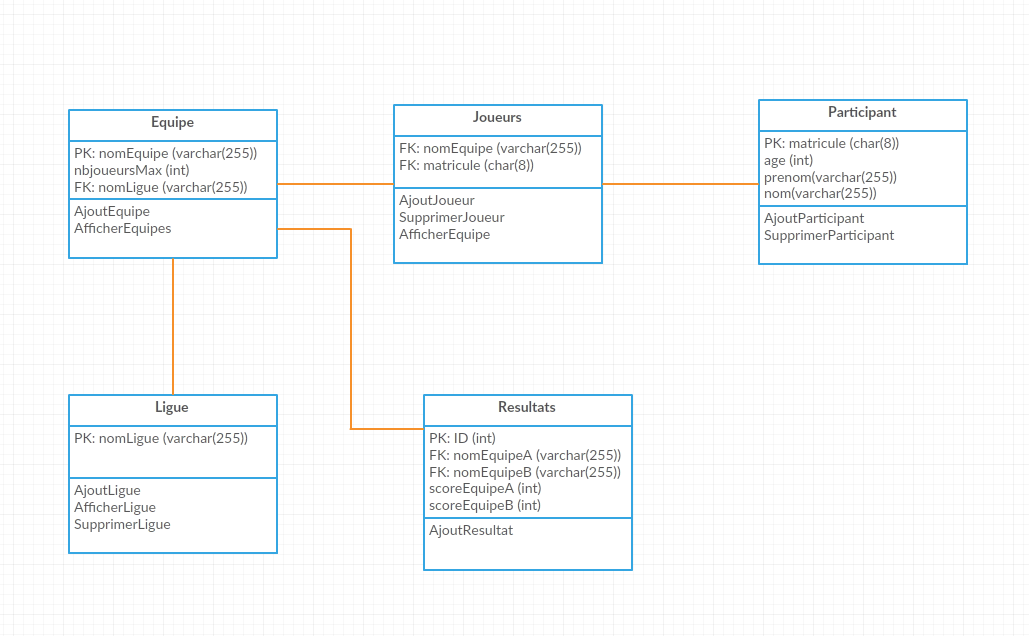 Equipe
PK: nomEquipe (varchar(255))
nbjoueursMax (int)
FK: nomLigue (varchar(255))
AjoutEquipe
AfficherEquipes
Joueurs
FK: nomEquipe (varchar(255))
FK: matricule (char(8))
AjoutJoueur
SupprimerJoueur
AfficherEquipe
Participant
PK: matricule (char(8))
age (int)
prenom(varchar(255))
nom(varchar(255))
AjoutParticipant
SupprimerParticipant
Ligue
PK: nomLigue (varchar(255))
AjoutLigue
AfficherLigue
SupprimerLigue
Resultats
PK: ID (int)
FK: nomEquipeA (varchar(255))
FK: nomEquipeB (varchar(255))
scoreEquipeA (int)
scoreEquipeB (int)
AjoutResultat